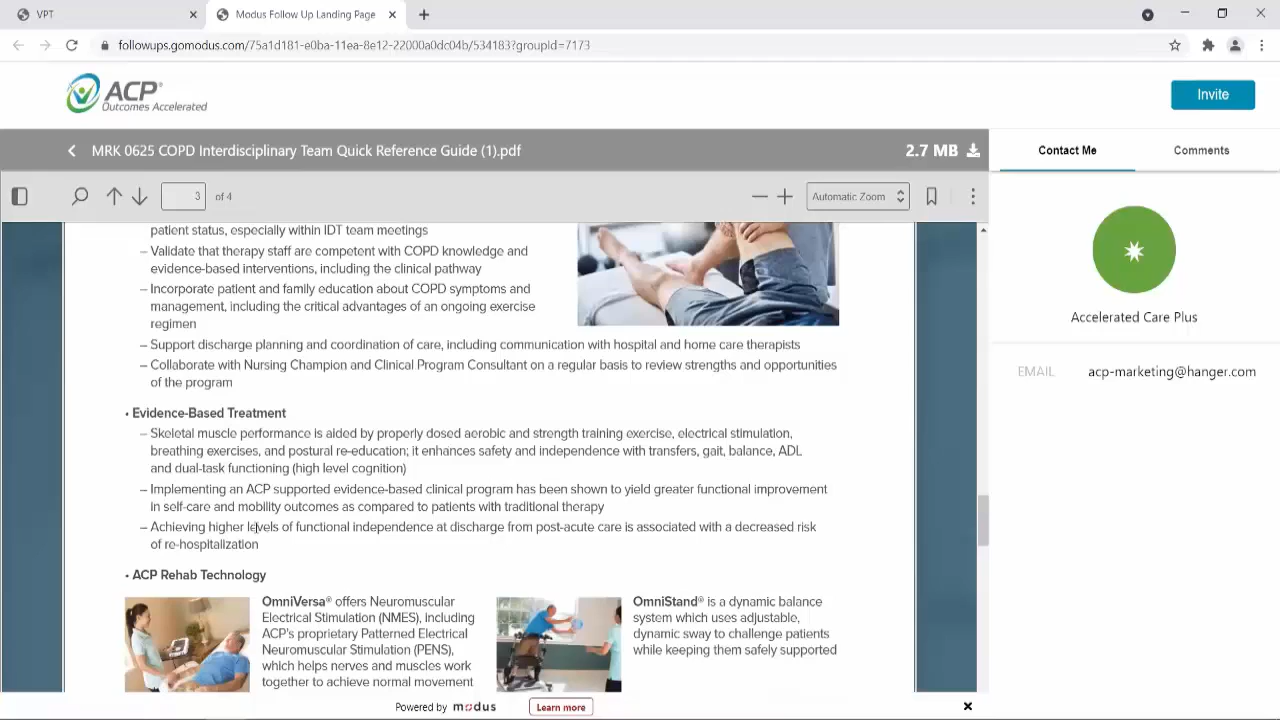 VPT
Modus Follow Up Landing Page
followups.gomodus.com/75a1d181-e0ba-11ea-8e12-22000a0dc04b/534183?groupId=7173
ACP®
Outcomes Accelerated
Invite
MRK 0625 COPD Interdisciplinary Team Quick Reference Guide (1).pdf
2.7 MB
Contact Me
Comments
3
of 4
Automatic Zoom
patient status, especially within IDT team meetings
– Validate that therapy staff are competent with COPD knowledge and
evidence-based interventions, including the clinical pathway
– Incorporate patient and family education about COPD symptoms and
management, including the critical advantages of an ongoing exercise
regimen
– Support discharge planning and coordination of care, including communication with hospital and home care therapists
– Collaborate with Nursing Champion and Clinical Program Consultant on a regular basis to review strengths and opportunities
of the program
• Evidence-Based Treatment
– Skeletal muscle performance is aided by properly dosed aerobic and strength training exercise, electrical stimulation,
breathing exercises, and postural re-education; it enhances safety and independence with transfers, gait, balance, ADL
and dual-task functioning (high level cognition)
– Implementing an ACP supported evidence-based clinical program has been shown to yield greater functional improvement
in self-care and mobility outcomes as compared to patients with traditional therapy
– Achieving higher levels of functional independence at discharge from post-acute care is associated with a decreased risk
of re-hospitalization
• ACP Rehab Technology
OmniVersa® offers Neuromuscular
Electrical Stimulation (NMES), including
ACP's proprietary Patterned Electrical
Neuromuscular Stimulation (PENS),
which helps nerves and muscles work
together to achieve normal movement
OmniStand® is a dynamic balance
system which uses adjustable,
dynamic sway to challenge patients
while keeping them safely supported
Accelerated Care Plus
EMAIL
acp-marketing@hanger.com
Powered by modus
Learn more